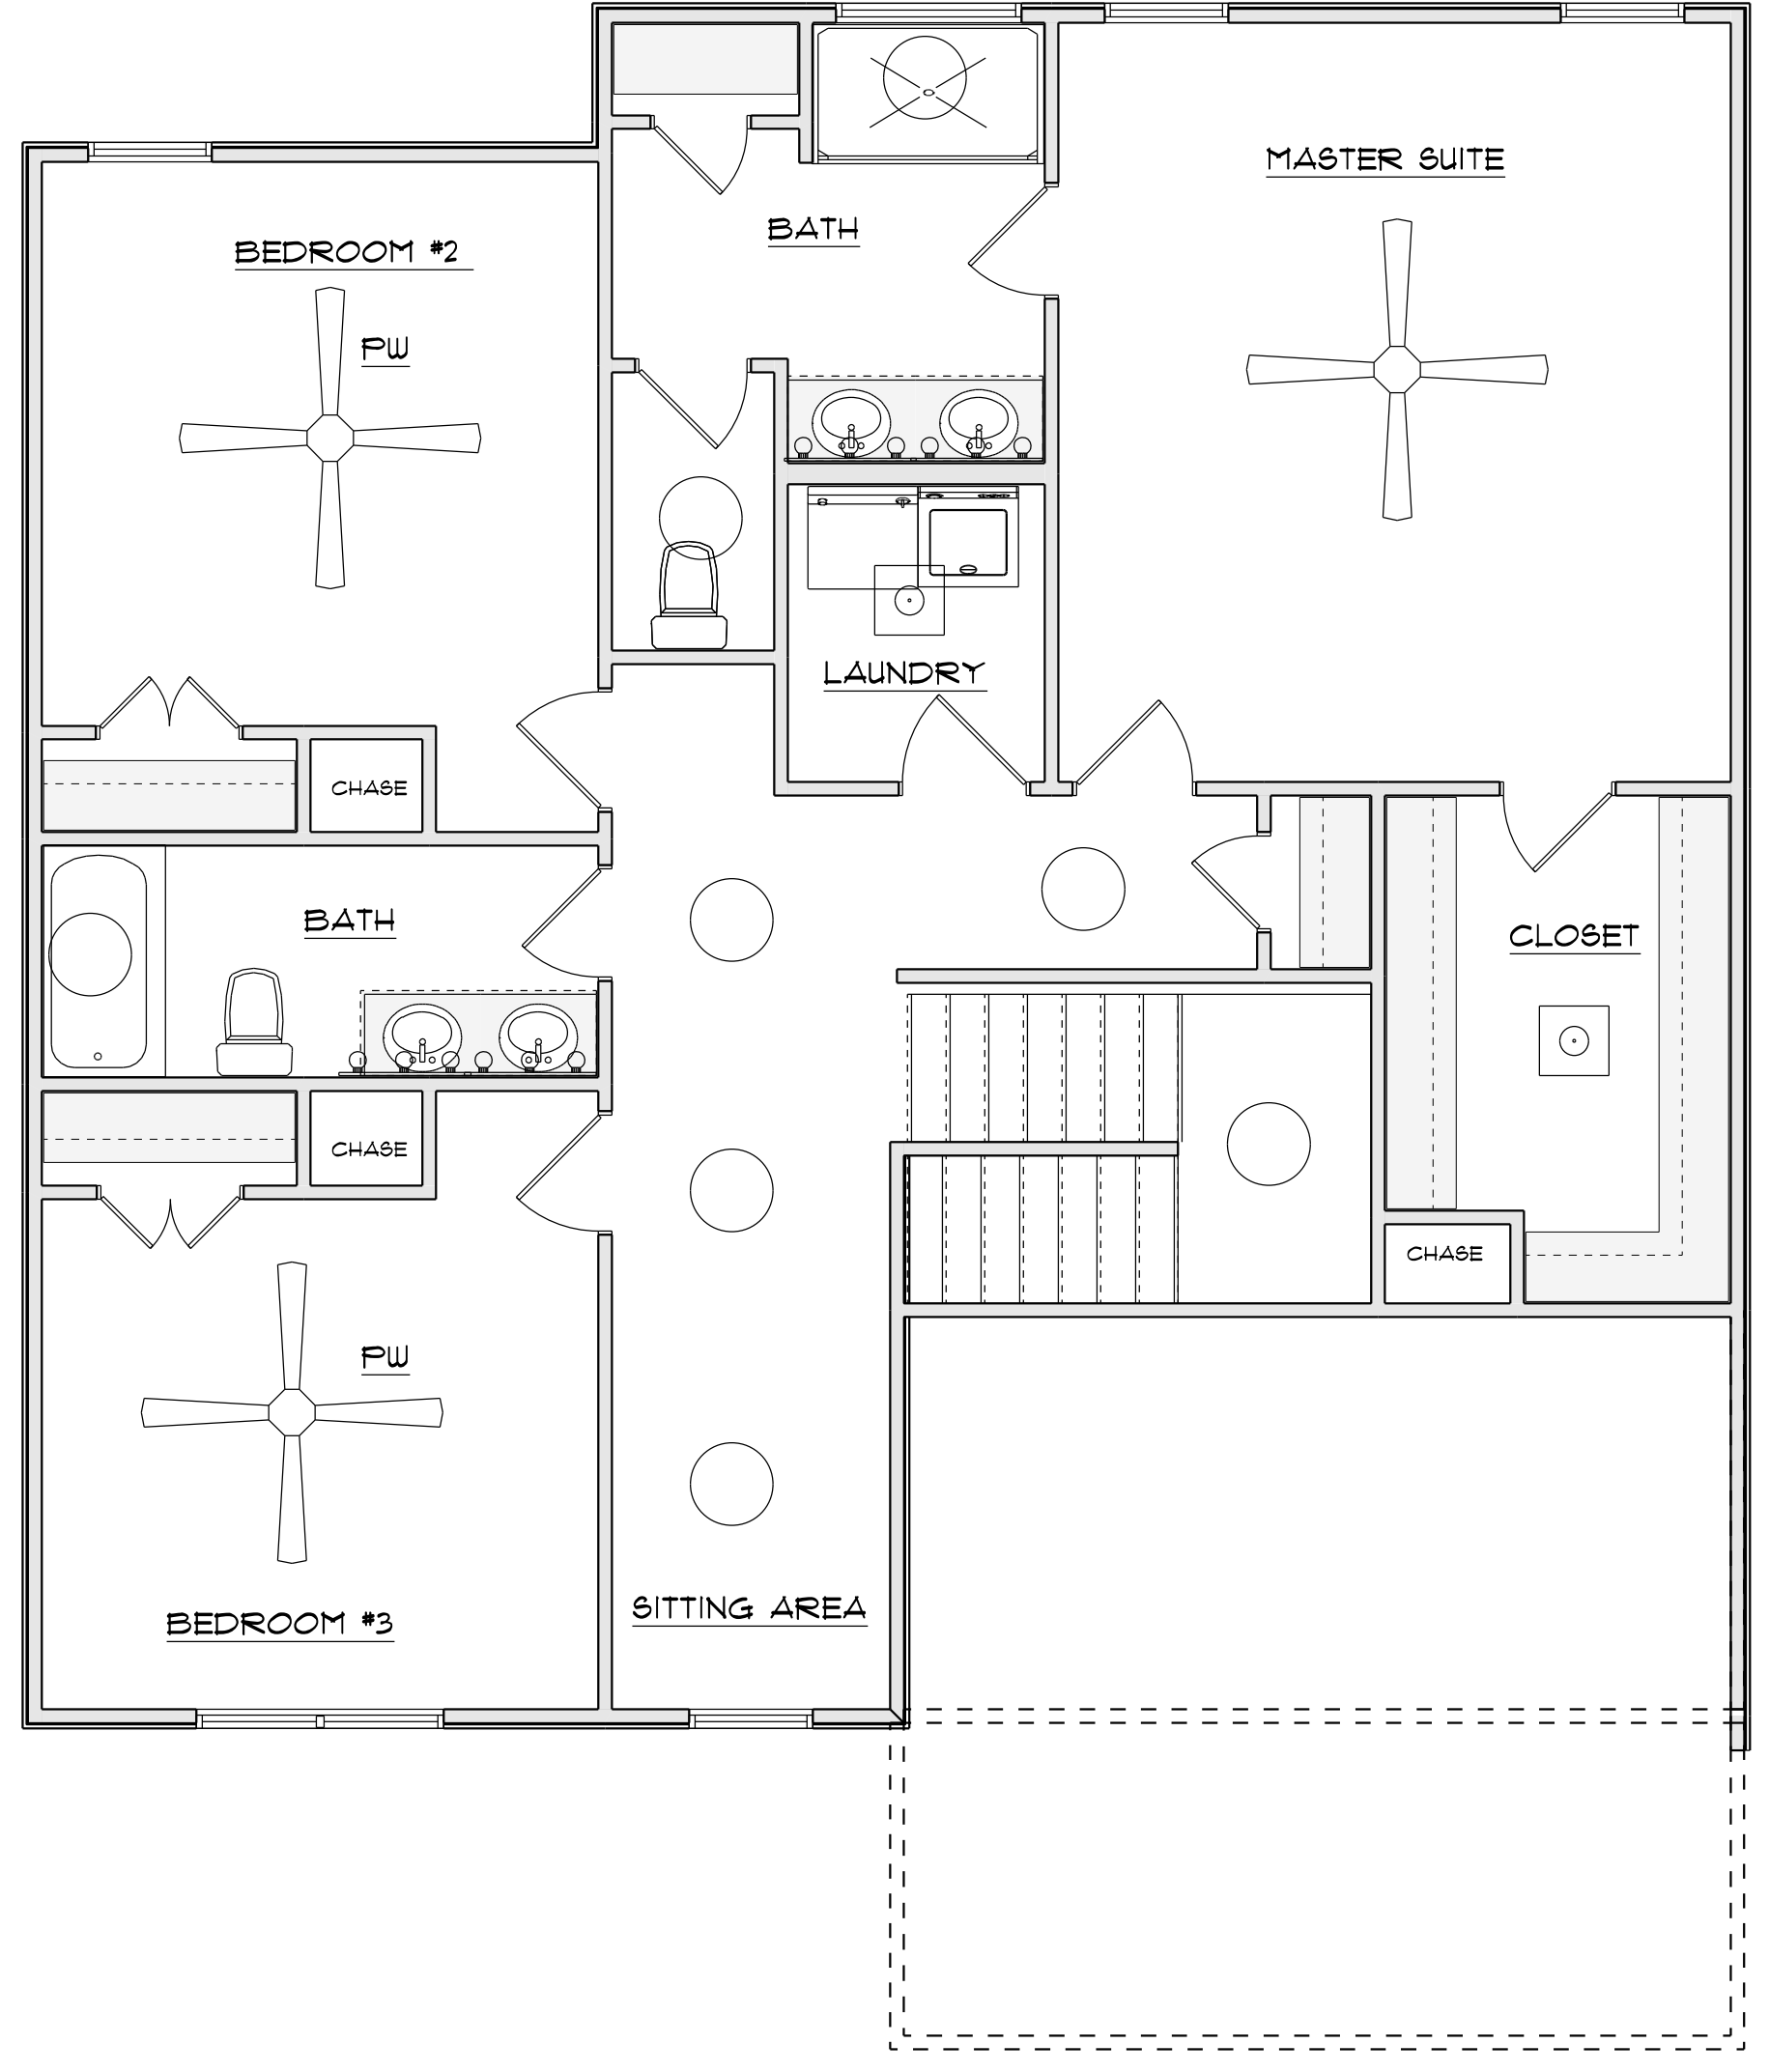 MASTER SUITE
BATH
BEDROOM #2
PW
LAUNDRY
CHASE
BATH
CLOSET
CHASE
CHASE
PW
SITTING AREA
BEDROOM #3